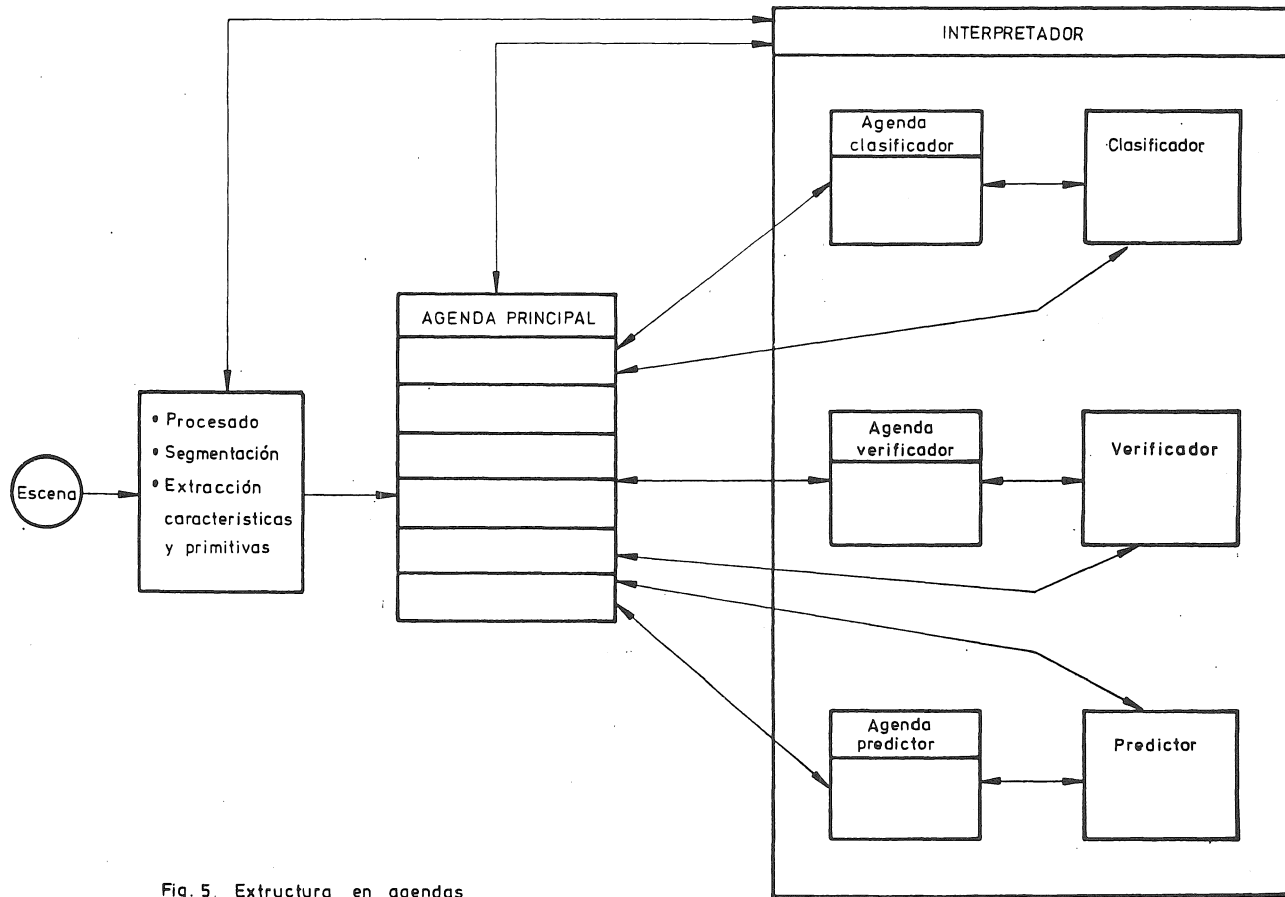 INTERPRETADOR
Agenda
clasificador
Clasificador
AGENDA PRINCIPAL
• Procesado
• Segmentación
• Extracción
características
y primitivas
Escena
Agenda
verificador
Verificador
Agenda
predictor
Predictor
Fig. 5. Extructura en agendas